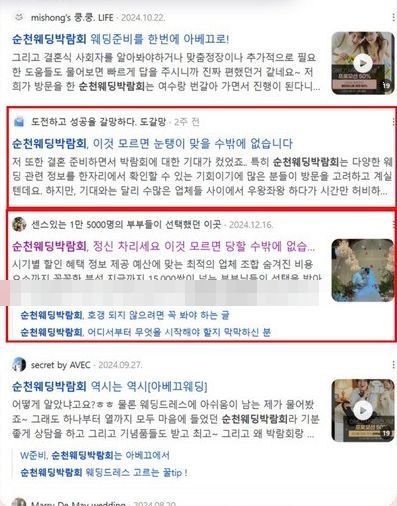 mishong's 쿵.쿵. LIFE · 2024.10.22.
순천웨딩박람회 웨딩준비를 한번에 아베끄로!
그리고 결혼식 사회자를 알아봐야하거나 맞춤정장이나 추가적으로 필요
한 도움들도 물어보면 빠르게 답을 주시니까 진짜 편했던거 같네요~ 저
희가 방문을 한 순천웨딩박람회는 여수랑 번갈아 가면서 진행이 된다니...
프로모션 50%
19
도전하고 성공을 갈망하다. 도갈망 · 2주 전
순천웨딩박람회, 이것 모르면 눈탱이 맞을 수밖에 없습니다
저 또한 결혼 준비하면서 박람회에 대한 기대가 컸었죠.. 특히 순천웨딩박람회는 다양한 웨
딩 관련 정보를 한자리에서 확인할 수 있는 기회이기에 많은 분들이 방문을 고려하고 계실
텐데요. 하지만, 기대와는 달리 수많은 업체들 사이에서 우왕좌왕 하다가 시간만 허비하...
센스있는 1만 5000명의 부부들이 선택했던 이곳 · 2024.12.16.
순천웨딩박람회, 정신 차리세요 이것 모르면 당할 수밖에 없습...
시기별 할인 혜택 정보 제공 예산에 맞는 최적의 업체 조합 숨겨진 비용
순천웨딩박람회, 호갱 되지 않으려면 꼭 봐야 하는 글
순천웨딩박람회, 어디서부터 무엇을 시작해야 할지 막막하신 분
secret by AVEC · 2024.09.27.
순천웨딩박람회 역시는 역시[아베끄웨딩]
어떻게 알았냐고요?ㅎㅎ 물론 웨딩드레스에 아쉬움이 남는 제가 물어봤
죠~ 그래도 하나부터 열까지 모두 마음에 들었던 순천웨딩박람회라 기분
좋게 상담을 하고 그리고 기념품들도 받고 최고~ 그리고 왜 박람회랑 ...
프로모션 50%
19
W준비, 순천웨딩박람회는 아베끄에서
순천웨딩박람회 웨딩드레스 고르는 꿀tip !
Marry De May wedding · 2024.08.20.